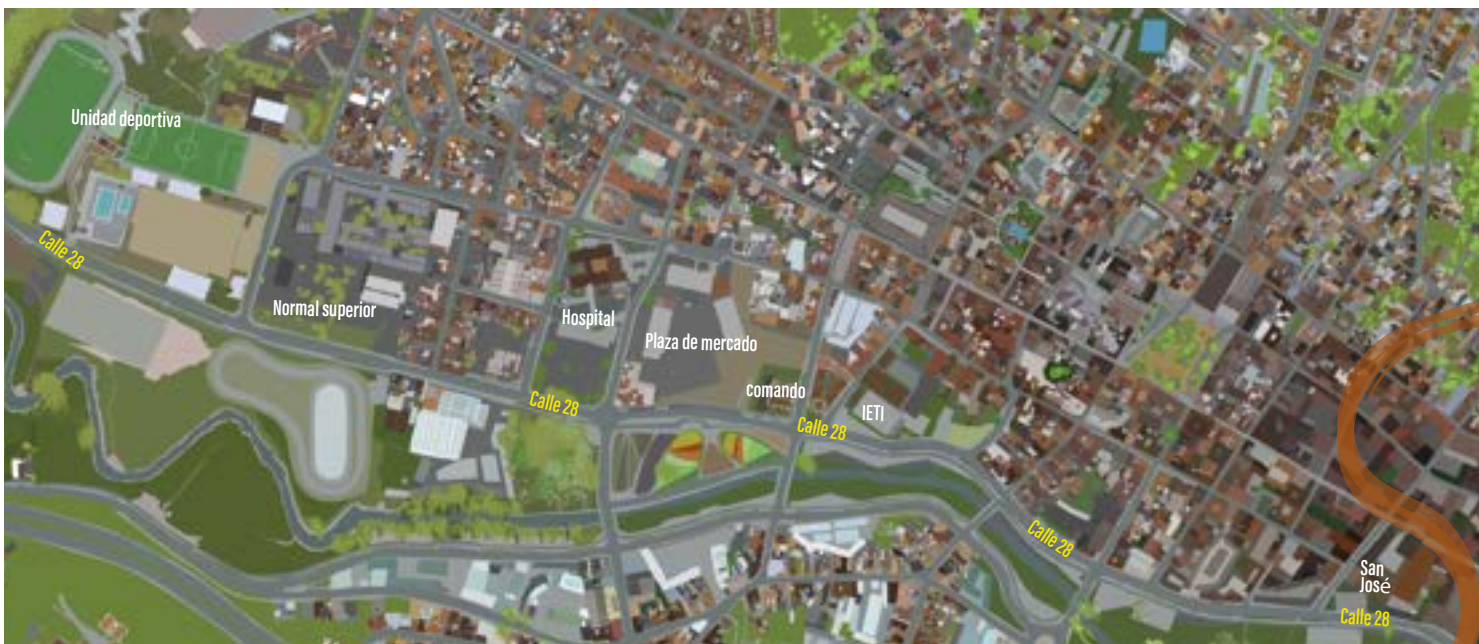 Unidad deportiva
Calle 28
Normal superior
Hospital
Plaza de mercado
comando
Calle 28
IETI
Calle 28
Calle 28
San
José
Calle 28